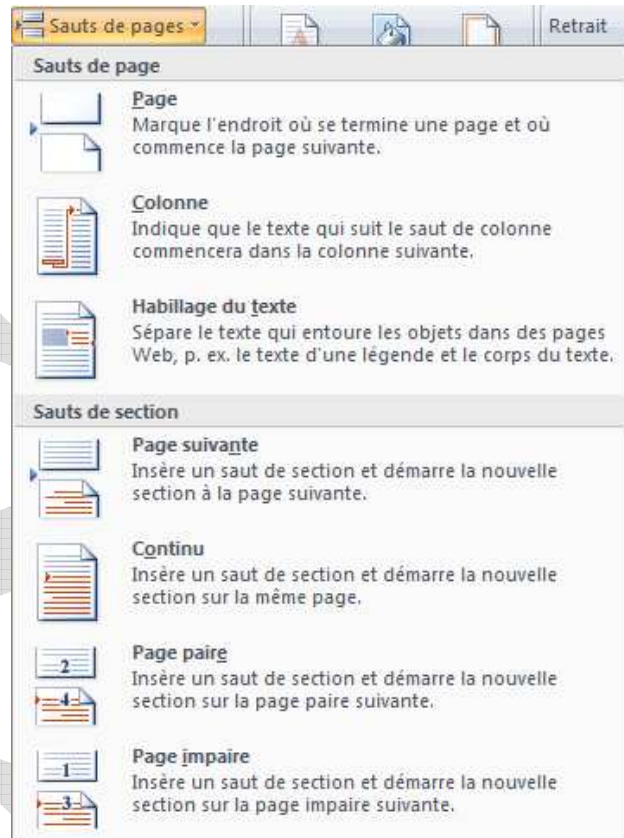 Sauts de pages
Retrait
Sauts de page
Page
Marque l'endroit où se termine une page et où
commence la page suivante.
Colonne
Indique que le texte qui suit le saut de colonne
commencera dans la colonne suivante.
Habillage du texte
Sépare le texte qui entoure les objets dans des pages
Web, p. ex. le texte d'une légende et le corps du texte.
Sauts de section
Page suivante
Insère un saut de section et démarre la nouvelle
section à la page suivante.
Continu
Insère un saut de section et démarre la nouvelle
section sur la même page.
2
4
Page paire
Insère un saut de section et démarre la nouvelle
section sur la page paire suivante.
1
3
Page impaire
Insère un saut de section et démarre la nouvelle
section sur la page impaire suivante.